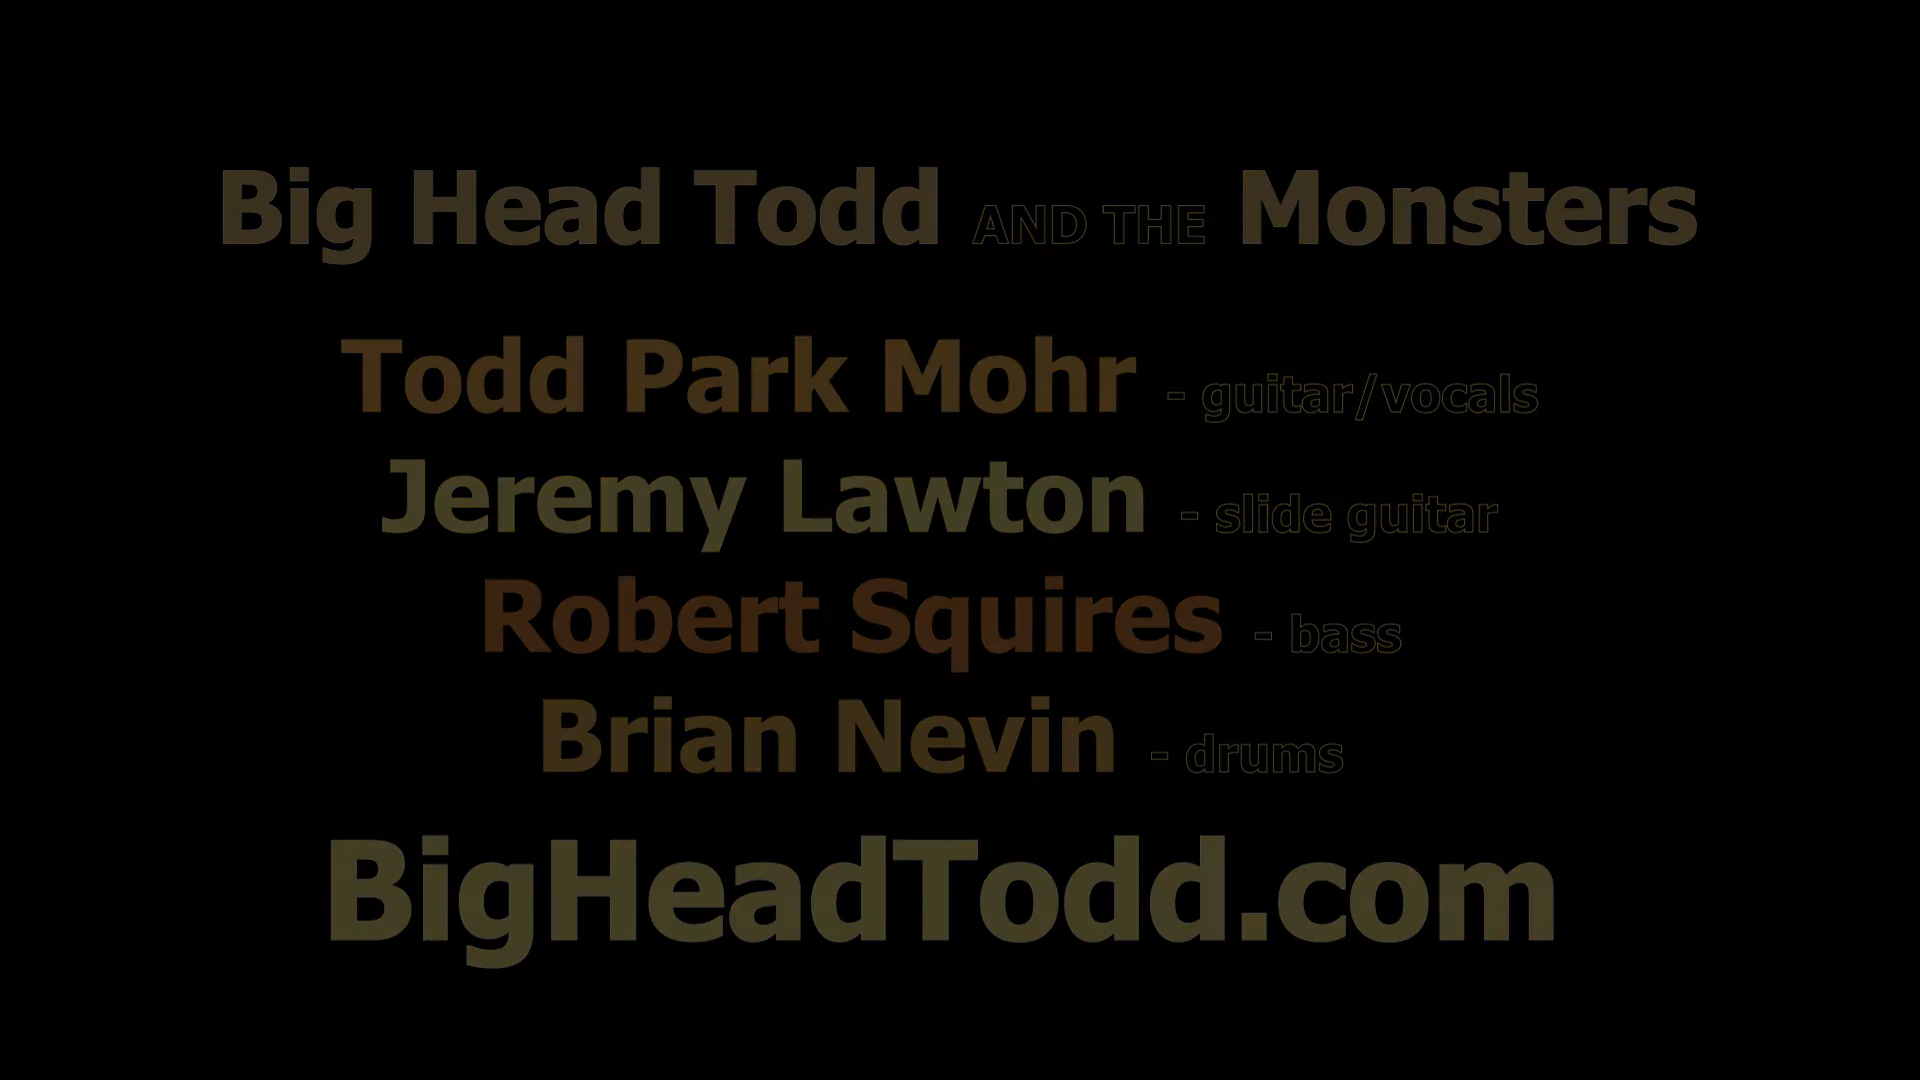 Big Head Todd AND THE Monsters
Todd Park Mohr - guitar/vocals
Jeremy Lawton - slide guitar
Robert Squires - bass
Brian Nevin - drums
BigHeadTodd.com